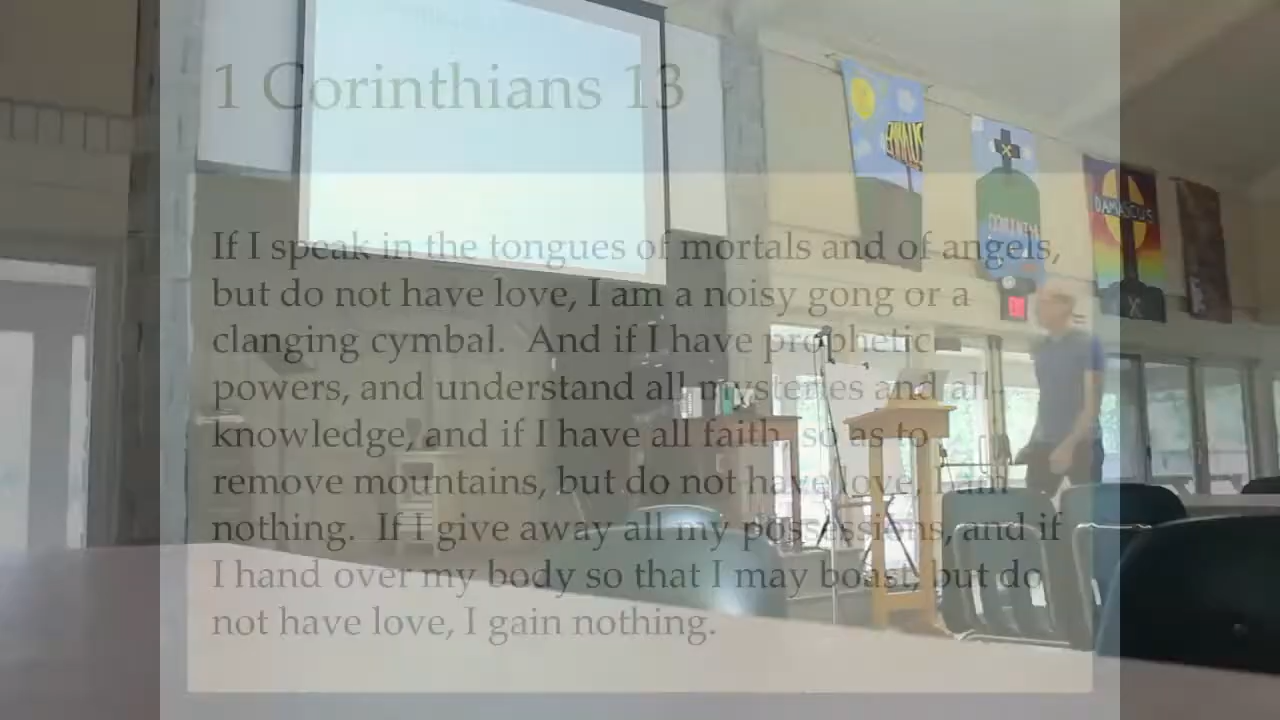 1 Corinthians 13
If I speak in the tongues of mortals and of angels,
but do not have love, I am a noisy gong or a
clanging cymbal.  And if I have prophetic
powers, and understand all mysteries and all
knowledge, and if I have all faith, so as to
remove mountains, but do not have love, I am
nothing.  If I give away all my possessions, and if
I hand over my body so that I may boast, but do
not have love, I gain nothing.
EMMAUS
DAMASCUS